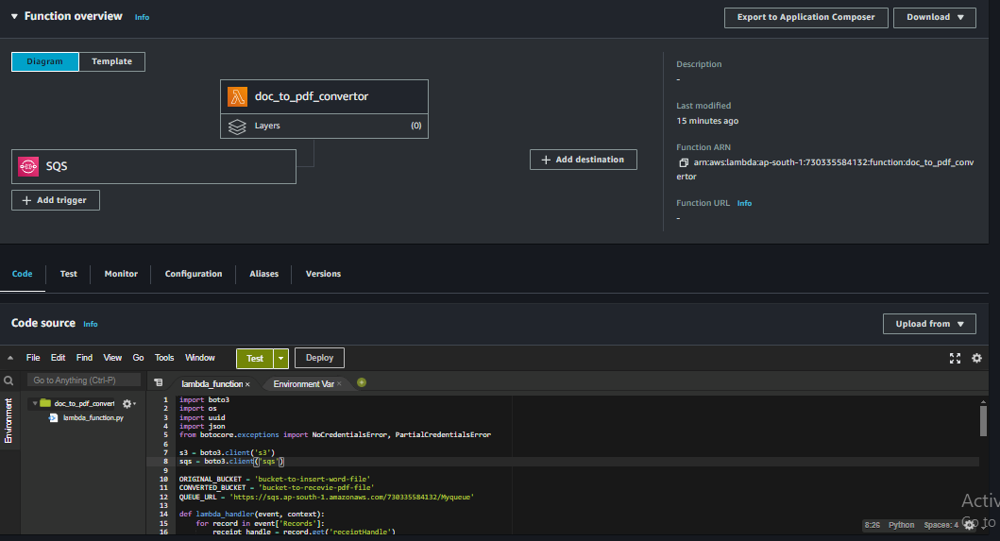 ▼ Function overview Info
Export to Application Composer
Download ▼
Diagram
Template
doc_to_pdf_convertor
Layers (0)
SQS
+ Add trigger
+ Add destination
Description
-
Last modified
15 minutes ago
Function ARN
arn:aws:lambda:ap-south-1:730335584132:function:doc_to_pdf_conv
ertor
Function URL Info
-
Code Test Monitor Configuration Aliases Versions
Code source Info
Upload from ▼
File Edit Find View Go Tools Window Test Deploy
Go to Anything (Ctrl-P)
lambda_function × Environment Var ×
Environment
doc_to_pdf_convert
lambda_function.py
1 import boto3
2 import os
3 import uuid
4 import json
5 from botocore.exceptions import NoCredentialsError, PartialCredentialsError
6
7 s3 = boto3.client('s3')
8 sqs = boto3.client('sqs')
9
10 ORIGINAL_BUCKET = 'bucket-to-insert-word-file'
11 CONVERTED_BUCKET = 'bucket-to-recevie-pdf-file'
12 QUEUE_URL = 'https://sqs.ap-south-1.amazonaws.com/730335584132/Myqueue'
13
14 def lambda_handler(event, context):
15 for record in event['Records']:
16 receipt_handle = record.get('receiptHandle')
8:26 Python Spaces: 4
Activ
Go to